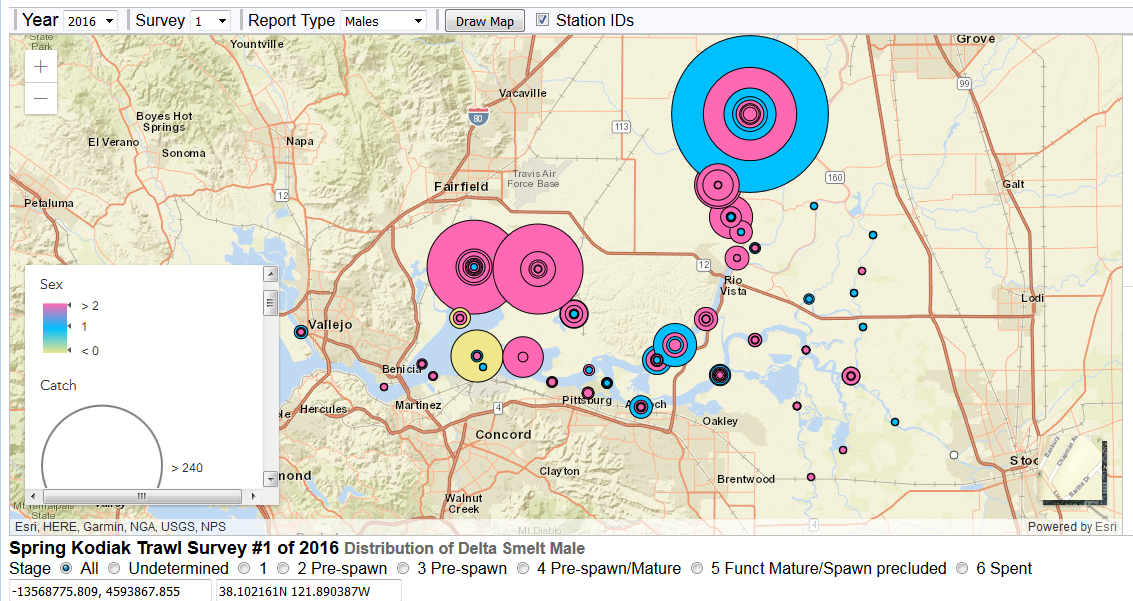 Year 2016 Survey 1 Report Type Males Draw Map Station IDs
State
Park
Yountville
Grove
+
−
99
Vacaville
80
113
Boyes Hot
Springs
El Verano
Napa
Sonoma
Travis Air
Force Base
160
Fairfield
Galt
12
Petaluma
12
Rio
Vista
Sex
> 2
1
< 0
Lodi
Vallejo
Benicia
Catch
Pittsburg
Martinez
Hercules
4
Oakley
Concord
> 240
Clayton
Brentwood
Walnut
Creek
Mt Tamalpais
State
Mt Diablo
4
Esri, HERE, Garmin, NGA, USGS, NPS
Powered by Esri
Spring Kodiak Trawl Survey #1 of 2016 Distribution of Delta Smelt Male
Stage All Undetermined 1 2 Pre-spawn 3 Pre-spawn 4 Pre-spawn/Mature 5 Funct Mature/Spawn precluded 6 Spent
-13568775.809, 4593867.855 38.102161N 121.890387W